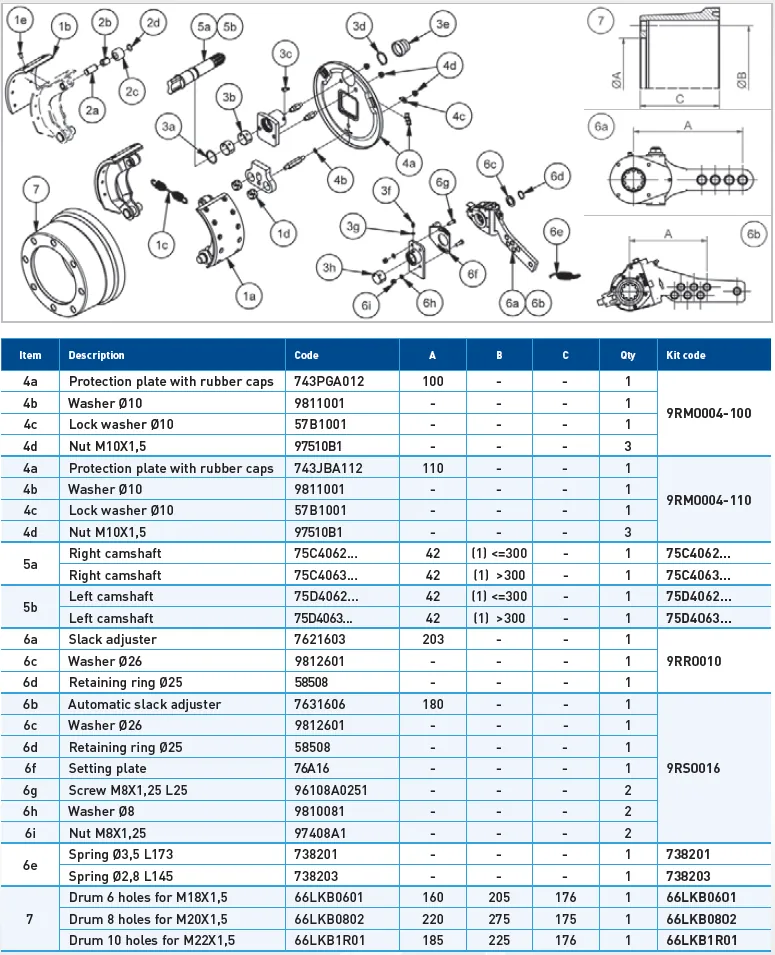 1e
1b
2b
2d
2c
2a
5a
5b
3c
3d
3e
4d
4c
3b
3a
4a
4b
1d
1c
7
1a
3f
3g
3h
6g
6c
6d
6e
6f
6a
6b
6i
6h
7
ØA
ØB
C
6a
A
6b
A
Item Description Code A B C Qty Kit code
4a Protection plate with rubber caps 743PGA012 100 - - 1
4b Washer Ø10 9811001 - - - 1
9RM0004-100
4c Lock washer Ø10 57B1001 - - - 1
4d Nut M10X1,5 97510B1 - - - 3
4a Protection plate with rubber caps 743JBA112 110 - - 1
4b Washer Ø10 9811001 - - - 1
9RM0004-110
4c Lock washer Ø10 57B1001 - - - 1
4d Nut M10X1,5 97510B1 - - - 3
5a Right camshaft 75C4062... 42 (1) <=300 - 1 75C4062...
Right camshaft 75C4063... 42 (1) >300 - 1 75C4063...
5b Left camshaft 75D4062... 42 (1) <=300 - 1 75D4062...
Left camshaft 75D4063... 42 (1) >300 - 1 75D4063...
6a Slack adjuster 7621603 203 - - 1
6c Washer Ø26 9812601 - - - 1 9RR0010
6d Retaining ring Ø25 58508 - - - 1
6b Automatic slack adjuster 7631606 180 - - 1
6c Washer Ø26 9812601 - - - 1
6d Retaining ring Ø25 58508 - - - 1
6f Setting plate 76A16 - - - 1 9RS0016
6g Screw M8X1,25 L25 96108A0251 - - - 2
6h Washer Ø8 9810081 - - - 2
6i Nut M8X1,25 97408A1 - - - 2
6e Spring Ø3,5 L173 738201 - - - 1 738201
Spring Ø2,8 L145 738203 - - - 1 738203
Drum 6 holes for M18X1,5 66LKB0601 160 205 176 1 66LKB0601
7 Drum 8 holes for M20X1,5 66LKB0802 220 275 175 1 66LKB0802
Drum 10 holes for M22X1,5 66LKB1R01 185 225 176 1 66LKB1R01